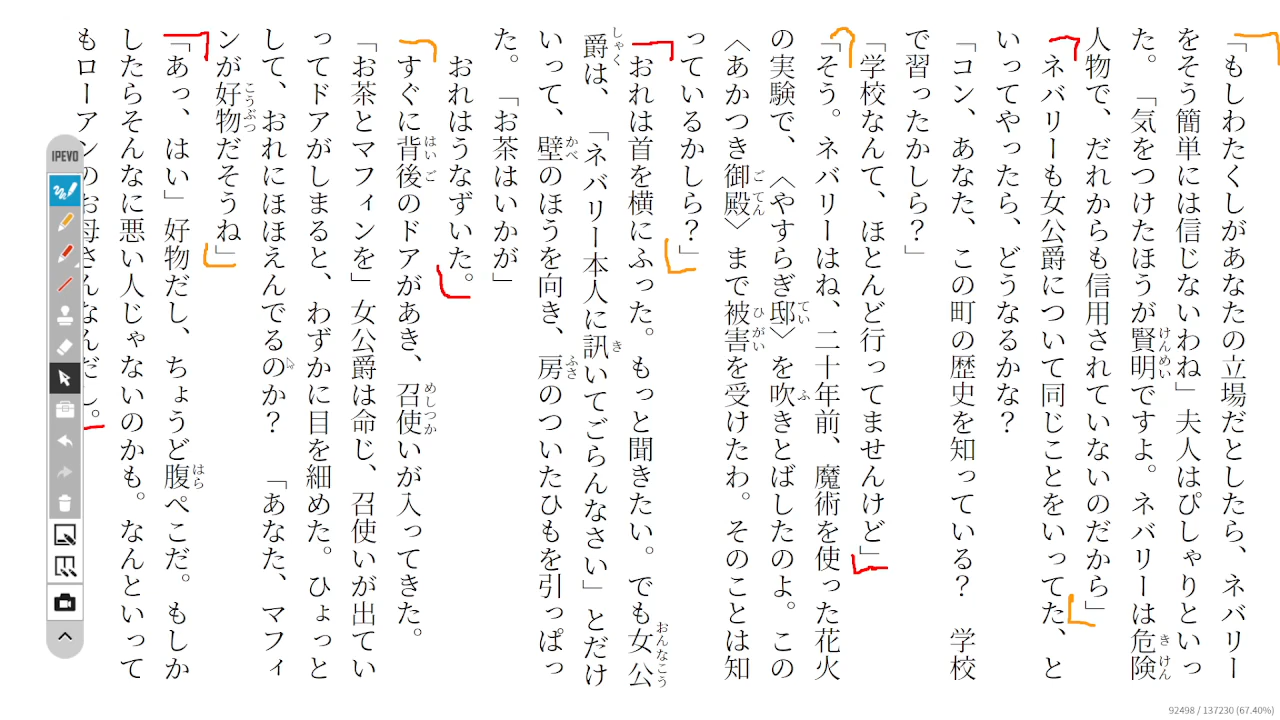 「もしわたくしがあなたの立場だとしたら、ネバリー
をそう簡単には信じないわね」夫人はぴしゃりといっ
た。「気をつけたほうが賢明ですよ。ネバリーは危険
人物で、だれからも信用されていないのだから」
　ネバリーも女公爵について同じことをいってた、と
いってやったら、どうなるかな？
「コン、あなた、この町の歴史を知っている？　学校
で習ったかしら？」
「学校なんて、ほとんど行ってませんけど」
「そう。ネバリーはね、二十年前、魔術を使った花火
の実験で、〈やすらぎ邸〉を吹きとばしたのよ。この
〈あかつき御殿〉まで被害を受けたわ。そのことは知
っているかしら？」
　おれは首を横にふった。もっと聞きたい。でも女公
爵は、「ネバリー本人に訊いてごらんなさい」とだけ
いって、壁のほうを向き、房のついたひもを引っぱっ
た。「お茶はいかが」
　おれはうなずいた。
　すぐに背後のドアがあき、召使いが入ってきた。
「お茶とマフィンを」女公爵は命じ、召使いが出てい
ってドアがしまると、わずかに目を細めた。ひょっと
して、おれにほほえんでるのか？　「あなた、マフィ
ンが好物だそうね」
「あっ、はい」好物だし、ちょうど腹ぺこだ。もしか
したらそんなに悪い人じゃないのかも。なんといって
もローアンのお母さんなんだし。
IPEVO
92498 / 137230 (67.40%)